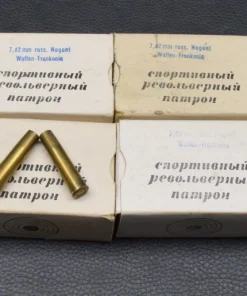 7,62 mm russ. Nagant
Waffen-Frankonia
спортивный
револьверный
патрон
7,62 mm russ. Nagant
Waffen-Frankonia
спортивный
револьверный
патрон
спортивный
револьверный
патрон
спортивный
револьверный
патрон